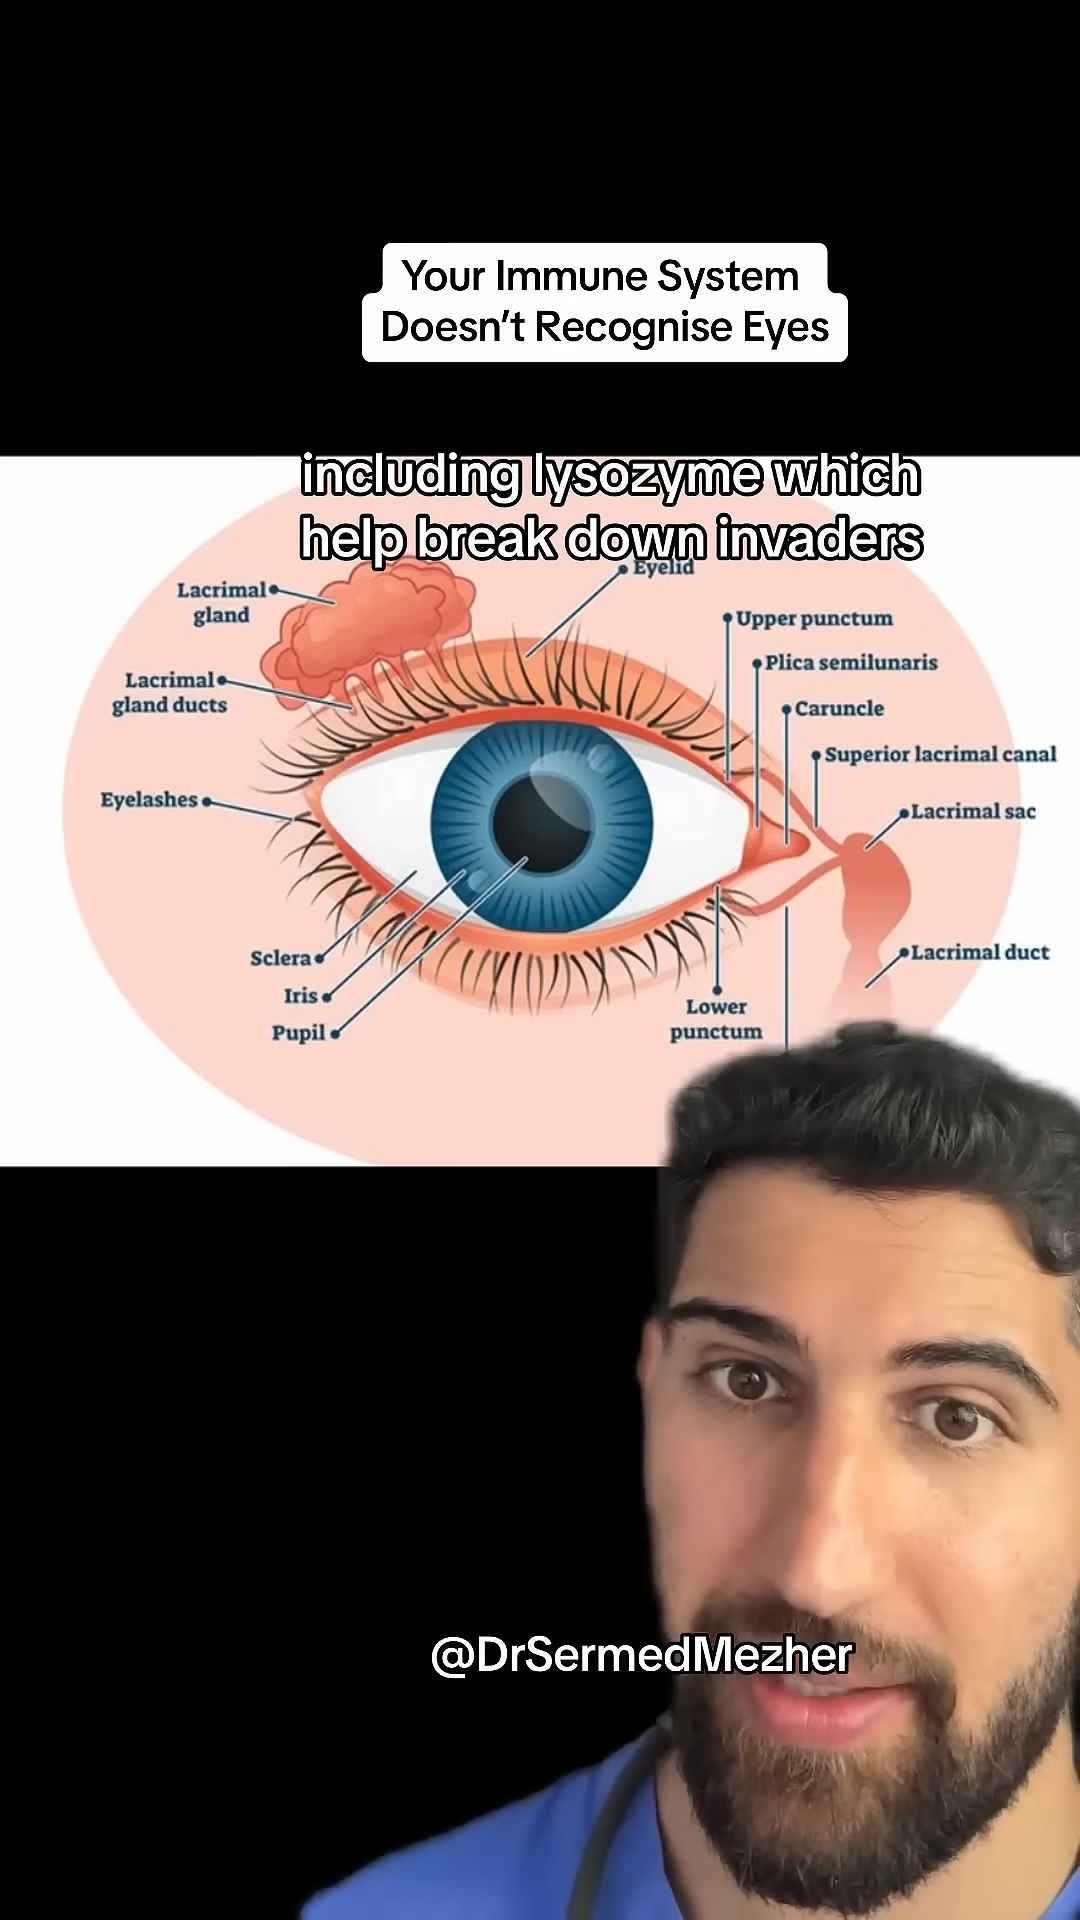 Your Immune System
Doesn't Recognise Eyes
including lysozyme which
help break down invaders
Eyelid
Lacrimal
gland
Upper punctum
Plica semilunaris
Lacrimal
gland ducts
Caruncle
Superior lacrimal canal
Eyelashes
Lacrimal sac
Sclera
Lacrimal duct
Iris
Lower
punctum
Pupil
@DrSermedMezher